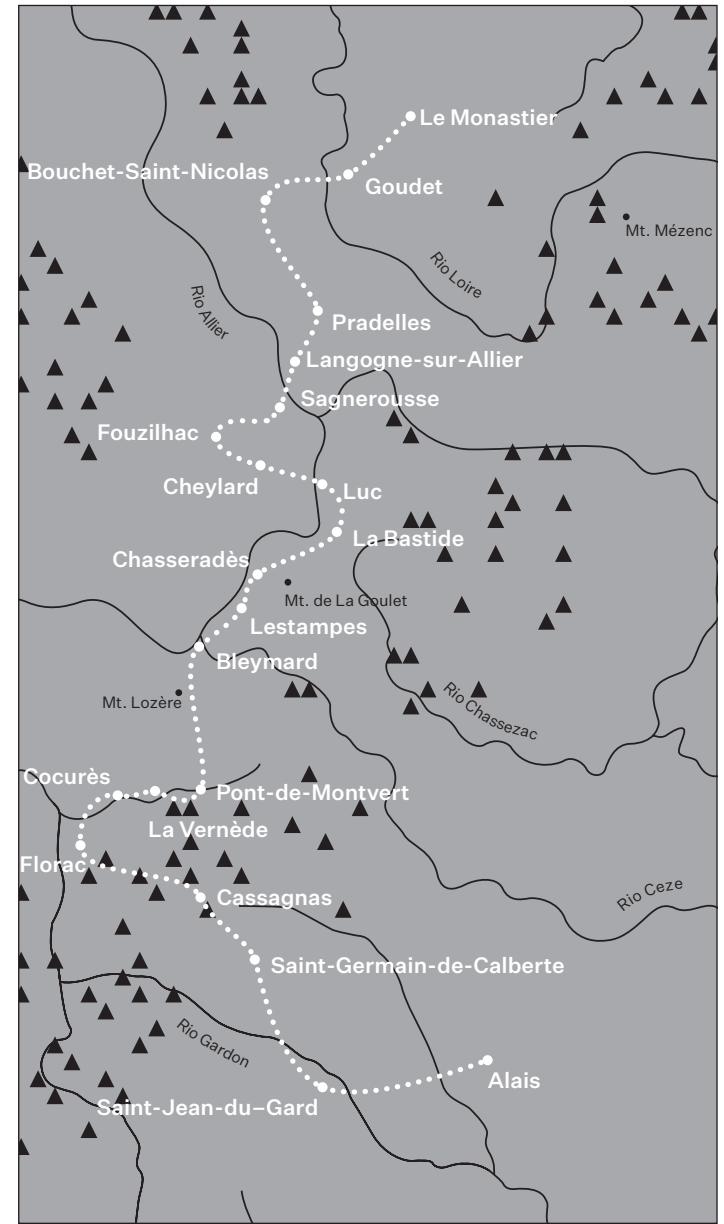 Le Monastier
Bouchet-Saint-Nicolas
Goudet
Mt. Mézenc
Rio Loire
Rio Allier
Pradelles
Langogne-sur-Allier
Sagnerousse
Fouzilhac
Cheylard
Luc
La Bastide
Chasseradès
Mt. de La Goulet
Lestampes
Bleymard
Mt. Lozère
Rio Chassezac
Cocurès
Pont-de-Montvert
La Vernède
Florac
Cassagnas
Rio Ceze
Saint-Germain-de-Calberte
Rio Gardon
Alais
Saint-Jean-du–Gard